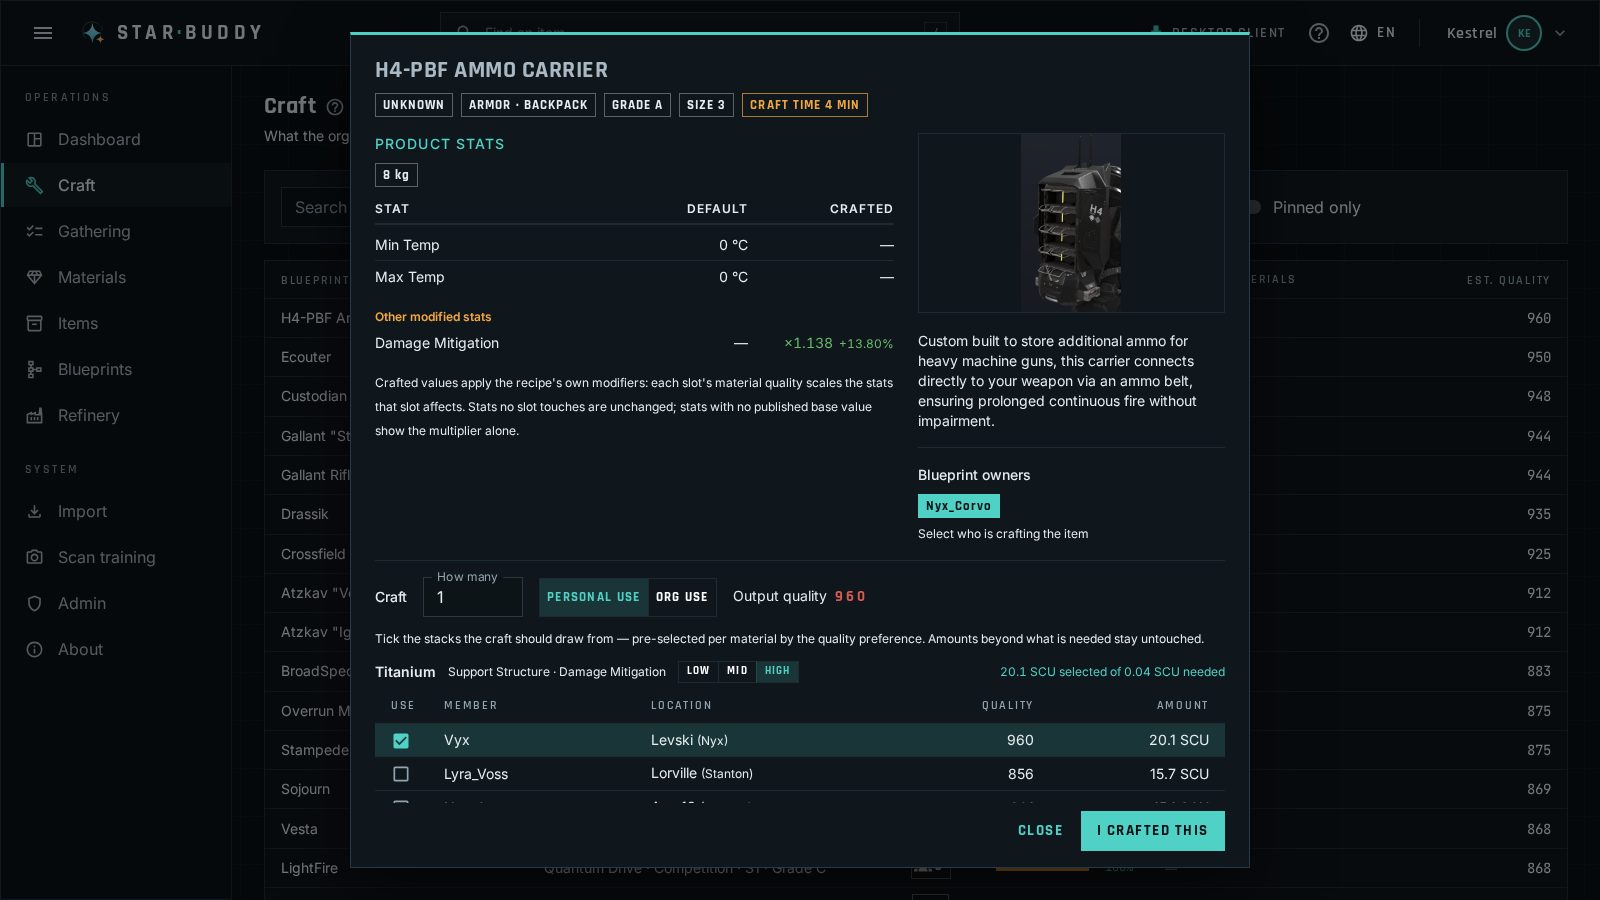 STAR·BUDDY
DESKTOP CLIENT
EN
Kestrel
KE
OPERATIONS
Dashboard
Craft
Gathering
Materials
Items
Blueprints
Refinery
SYSTEM
Import
Scan training
Admin
About
Craft
What the org
Search
Pinned only
BLUEPRINT
EST. QUALITY
H4-PBF
960
Ecouter
950
Custodian
948
Gallant
944
Gallant
944
Drassik
935
Crossfield
925
Atzkav
912
Atzkav
912
883
Overrun
875
Stampede
875
Sojourn
869
Vesta
868
LightFire
Quantum Drive · Competition · S1 · Grade C
868
H4-PBF AMMO CARRIER
UNKNOWN
ARMOR · BACKPACK
GRADE A
SIZE 3
CRAFT TIME 4 MIN
PRODUCT STATS
8 kg
STAT DEFAULT CRAFTED
Min Temp 0 °C —
Max Temp 0 °C —
Other modified stats
Damage Mitigation — ×1.138 +13.80%
Crafted values apply the recipe's own modifiers: each slot's material quality scales the stats
that slot affects. Stats no slot touches are unchanged; stats with no published base value
show the multiplier alone.
H4
Custom built to store additional ammo for
heavy machine guns, this carrier connects
directly to your weapon via an ammo belt,
ensuring prolonged continuous fire without
impairment.
Blueprint owners
Nyx_Corvo
Select who is crafting the item
Craft
How many
1
PERSONAL USE
ORG USE
Output quality 960
Tick the stacks the craft should draw from — pre-selected per material by the quality preference. Amounts beyond what is needed stay untouched.
Titanium Support Structure · Damage Mitigation LOW MID HIGH 20.1 SCU selected of 0.04 SCU needed
USE MEMBER LOCATION QUALITY AMOUNT
Vyx Levski (Nyx) 960 20.1 SCU
Lyra_Voss Lorville (Stanton) 856 15.7 SCU
CLOSE
I CRAFTED THIS